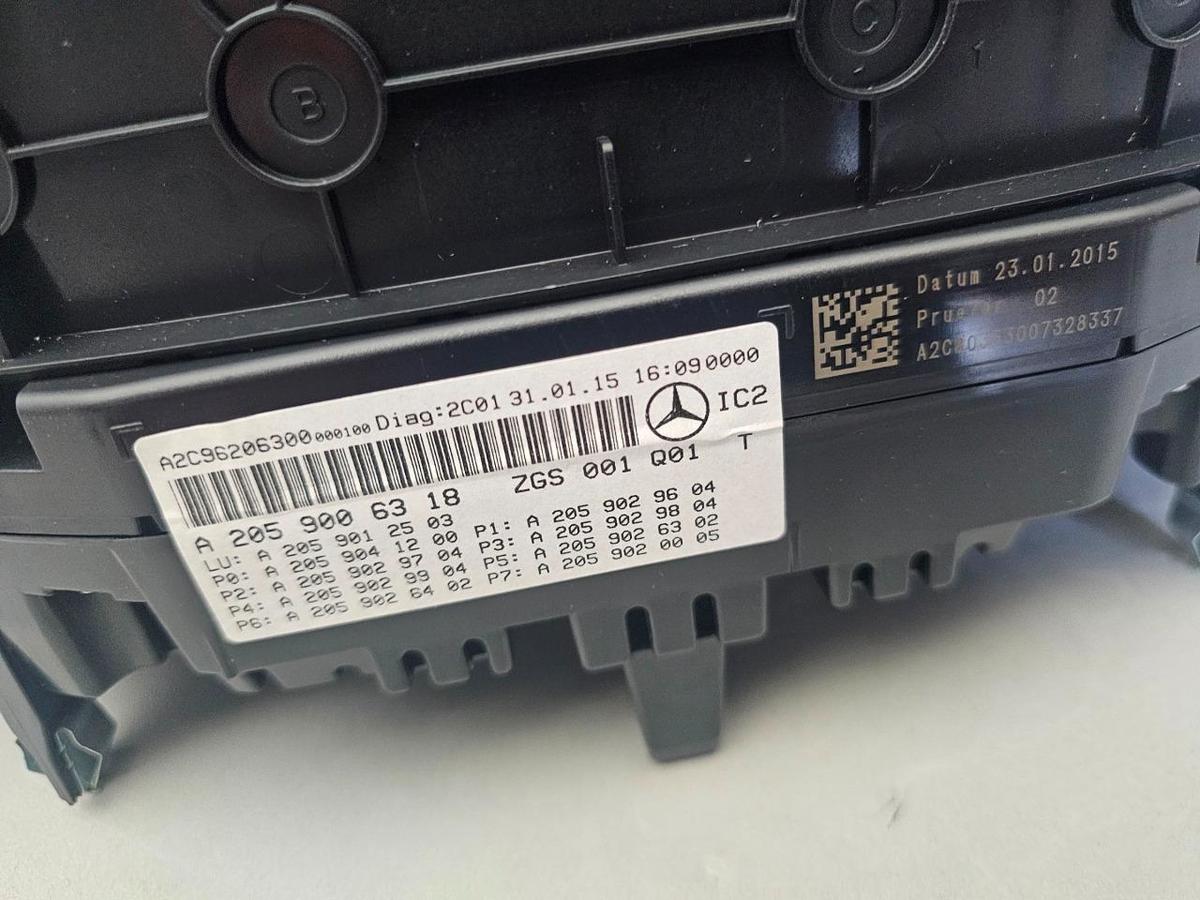 B
C
1
Datum 23.01.2015
Pruefer 02
A2C96206300 000100 Diag:2C01 31.01.15 16:090000
IC2
A 205 900 63 18 ZGS 001 Q01 T
LU: A 205 901 25 03
P0: A 205 904 12 00 P1: A 205 902 96 04
P2: A 205 902 97 04 P3: A 205 902 98 04
P4: A 205 902 99 04 P5: A 205 902 63 02
P6: A 205 902 64 02 P7: A 205 902 00 05